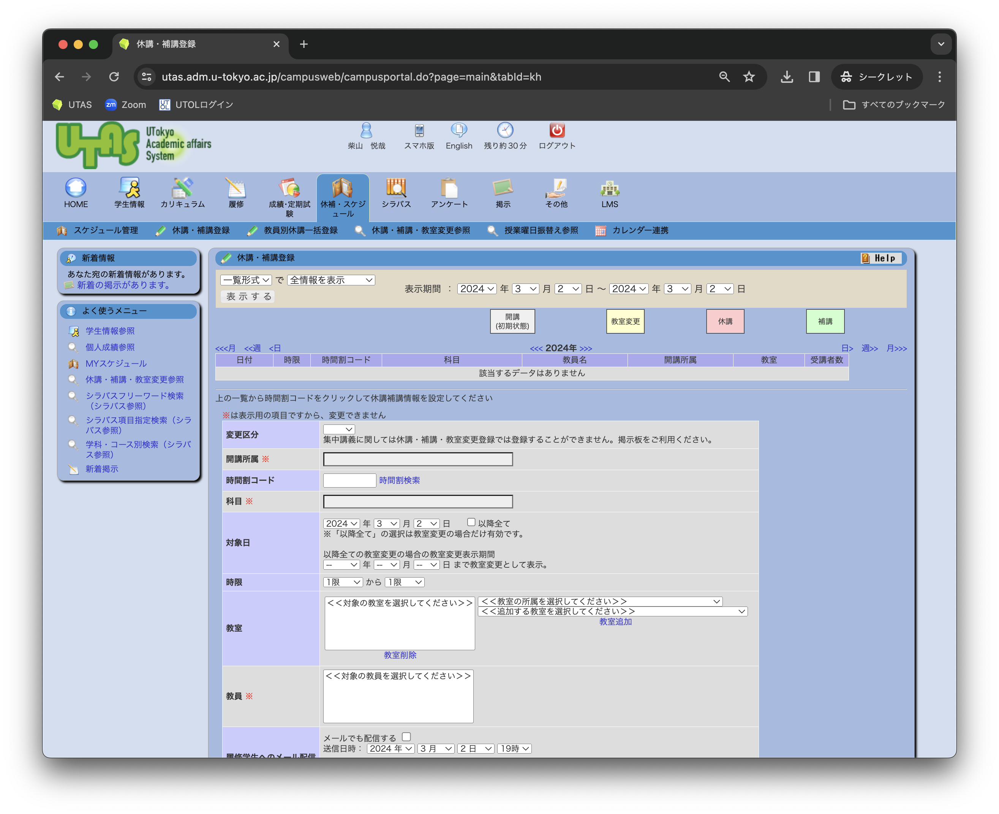 休講・補講登録
utas.adm.u-tokyo.ac.jp/campusweb/campusportal.do?page=main&tabId=kh
シークレット
UTAS
Zoom
UTOLログイン
すべてのブックマーク
UTAS
UTokyo
Academic affairs
System
柴山 悦哉
スマホ版
English
残り約30分
ログアウト
HOME
学生情報
カリキュラム
履修
成績・定期試
験
休補・スケジ
ュール
シラバス
アンケート
掲示
その他
LMS
スケジュール管理
休講・補講登録
教員別休講一括登録
休講・補講・教室変更参照
授業曜日振替え参照
カレンダー連携
新着情報
あなた宛の新着情報があります。
新着の掲示があります。
よく使うメニュー
学生情報参照
個人成績参照
MYスケジュール
休講・補講・教室変更参照
シラバスフリーワード検索
（シラバス参照）
シラバス項目指定検索（シラ
バス参照）
学科・コース別検索（シラバ
ス参照）
新着掲示
休講・補講登録
Help
一覧形式 で 全情報を表示
表示する
表示期間 ： 2024 年 3 月 2 日 ～ 2024 年 3 月 2 日
開講
(初期状態)
教室変更
休講
補講
<<<月 <<週 <日
<<< 2024年 >>>
日> 週>> 月>>>
日付 時限 時間割コード 科目 教員名 開講所属 教室 受講者数
該当するデータはありません
上の一覧から時間割コードをクリックして休講補講情報を設定してください
※は表示用の項目ですから、変更できません
変更区分
集中講義に関しては休講・補講・教室変更登録では登録することができません。掲示板をご利用ください。
開講所属 ※
時間割コード
時間割検索
科目 ※
対象日
2024 年 3 月 2 日 以降全て
※「以降全て」の選択は教室変更の場合だけ有効です。
以降全ての教室変更の場合の教室変更表示期間
-- 年 -- 月 -- 日 まで教室変更として表示。
時限
1限 から 1限
教室
<<対象の教室を選択してください>>
<<教室の所属を選択してください>>
<<追加する教室を選択してください>>
教室追加
教室削除
教員 ※
<<対象の教員を選択してください>>
メールでも配信する
送信日時： 2024 年 3 月 2 日 19時
履修学生へのメール配信